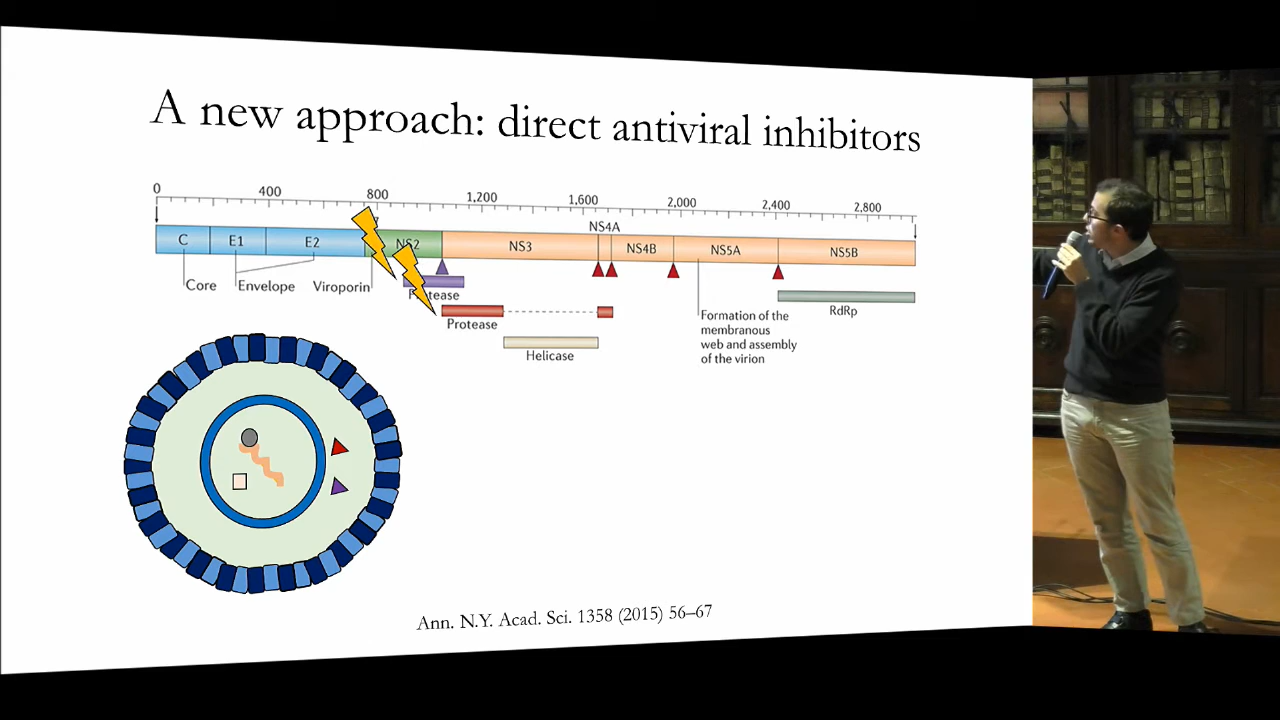 A new approach: direct antiviral inhibitors
0 400 800 1,200 1,600 2,000 2,400 2,800
NS4A
C E1 E2 NS2 NS3 NS4B NS5A NS5B
Core Envelope Viroporin
Protease
Protease
Helicase
Formation of the
membranous
web and assembly
of the virion
RdRp
Ann. N.Y. Acad. Sci. 1358 (2015) 56–67